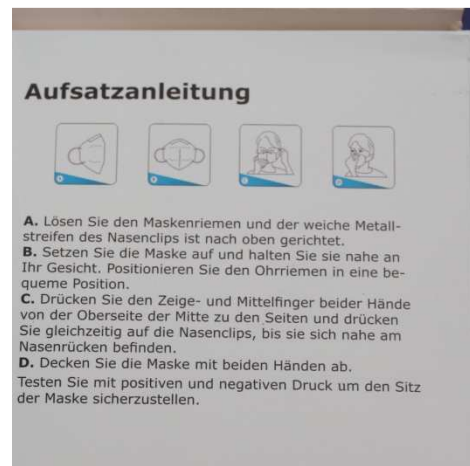 Aufsatzanleitung
A. Lösen Sie den Maskenriemen und der weiche Metall-
streifen des Nasenclips ist nach oben gerichtet.
B. Setzen Sie die Maske auf und halten Sie sie nahe an
Ihr Gesicht. Positionieren Sie den Ohrriemen in eine be-
queme Position.
C. Drücken Sie den Zeige- und Mittelfinger beider Hände
von der Oberseite der Mitte zu den Seiten und drücken
Sie gleichzeitig auf die Nasenclips, bis sie sich nahe am
Nasenrücken befinden.
D. Decken Sie die Maske mit beiden Händen ab.
Testen Sie mit positiven und negativen Druck um den Sitz
der Maske sicherzustellen.